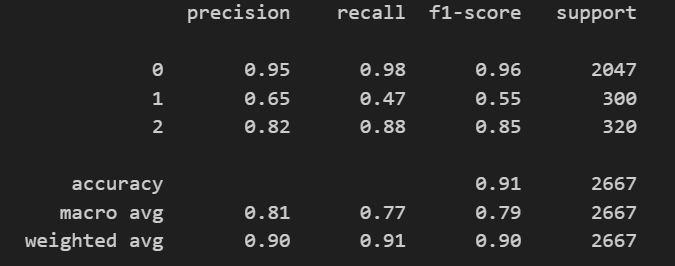 precision recall f1-score support
0 0.95 0.98 0.96 2047
1 0.65 0.47 0.55 300
2 0.82 0.88 0.85 320
accuracy 0.91 2667
macro avg 0.81 0.77 0.79 2667
weighted avg 0.90 0.91 0.90 2667